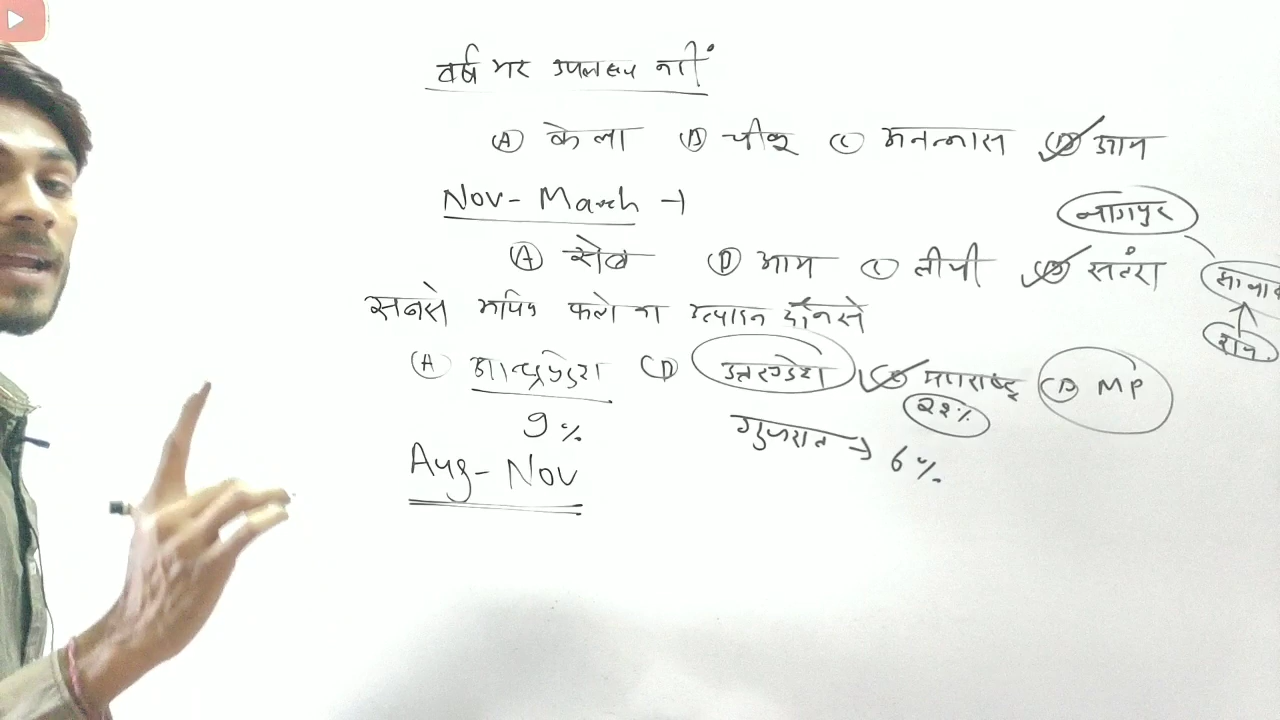 वर्ष भर उपलब्ध नहीं
(A) केला (B) चीकू (C) अनन्नास (D) आम
Nov - March →
नागपुर
(A) सेब (B) आम (C) लीची (D) संतरा
सबसे अधिक फलो का उत्पादन कौनसे
(A) आन्ध्रप्रदेश (B) उत्तरप्रदेश (C) महाराष्ट्र (D) MP
9% २२%
गुजरात → 6%
Aug - Nov